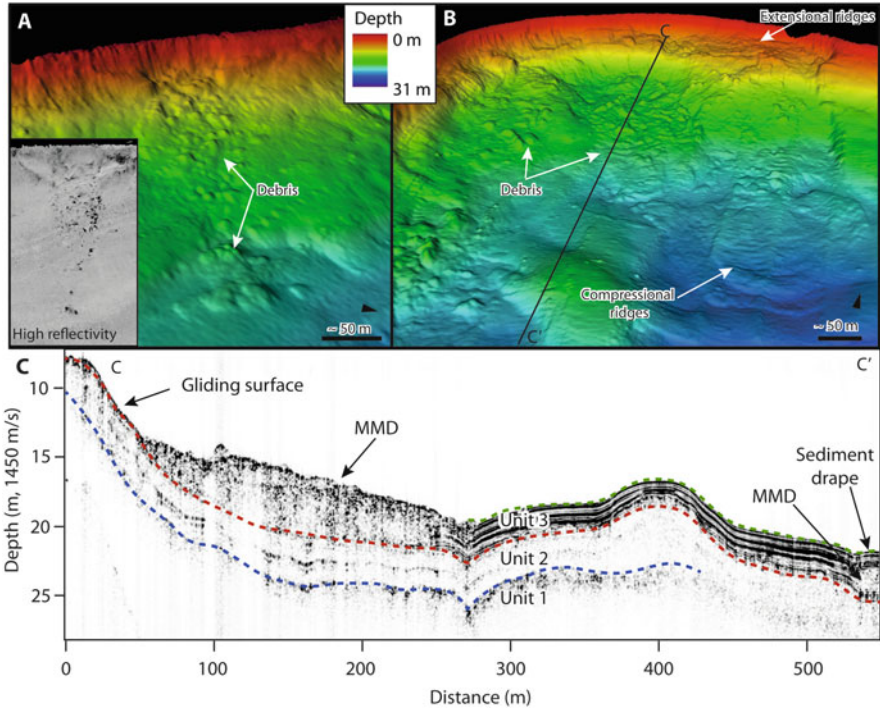 A
Depth
0 m
31 m
Debris
High reflectivity
~ 50 m
B
C
Extensional ridges
Debris
Compressional
ridges
C'
~ 50 m
C
C
C'
Gliding surface
MMD
Sediment
drape
MMD
Unit 3
Unit 2
Unit 1
Depth (m, 1450 m/s)
10
15
20
25
0
100
200
300
400
500
Distance (m)